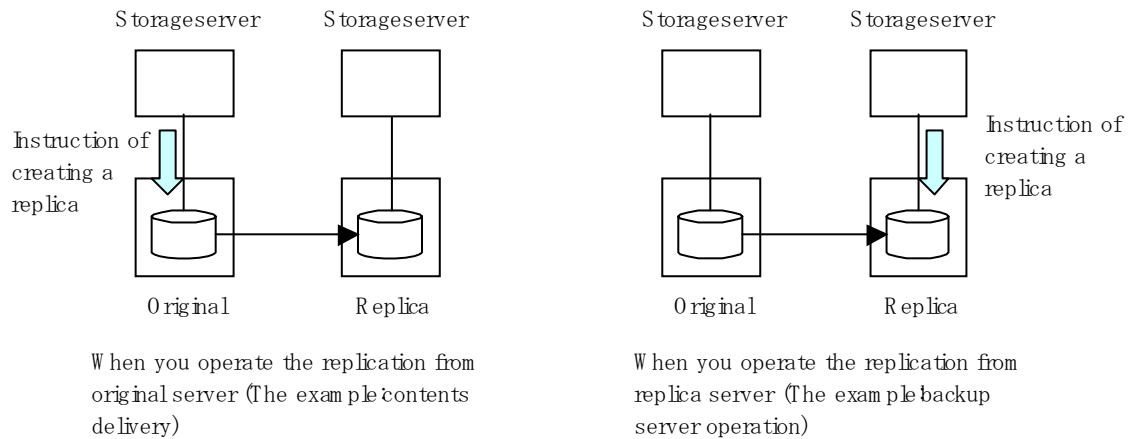 Storageserver
Storageserver
Instruction of
creating a
replica
Original
Replica
When you operate the replication from
original server (The example:contents
delivery)
Storageserver
Storageserver
Instruction of
creating a
replica
Original
Replica
When you operate the replication from
replica server (The example:backup
server operation)